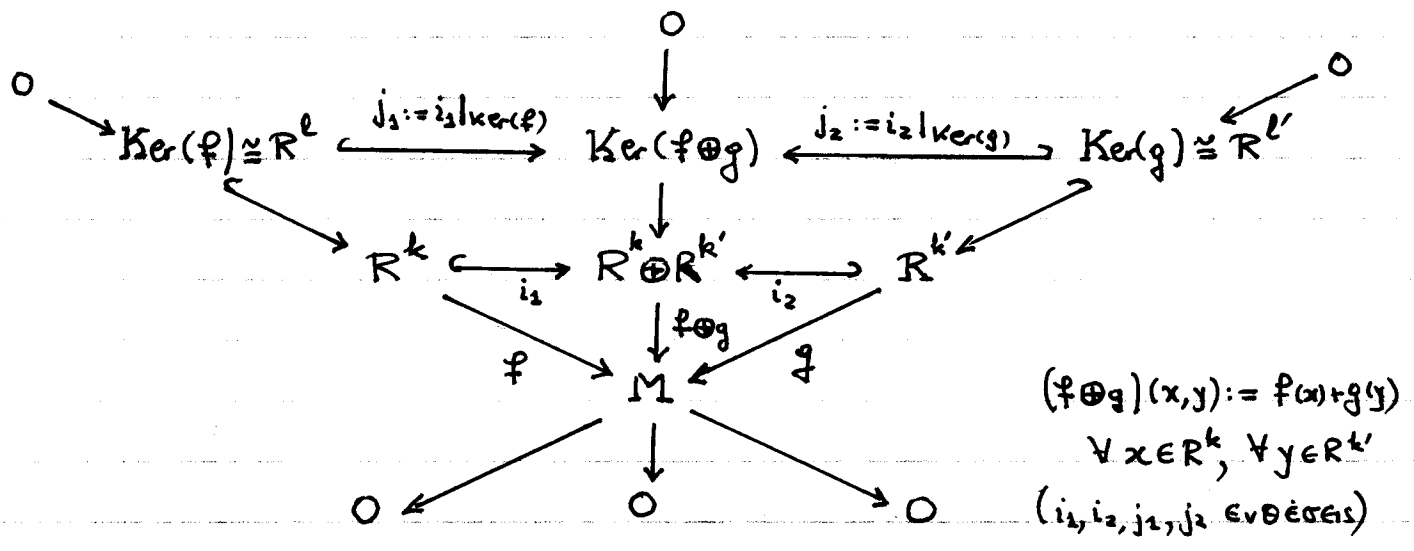 0
0 0
j₁:=i₁|Ker(f) j₂:=i₂|Ker(g)
Ker(f)≅R^ℓ Ker(f⊕g) Ker(g)≅R^ℓ'
R^k R^k⊕R^k' R^k'
i₁ i₂
f f⊕g g
M
(f⊕g)(x,y):= f(x)+g(y)
∀ x∈R^k, ∀ y∈R^k'
0 0 0
(i₁, i₂, j₁, j₂ ενθέσεις)